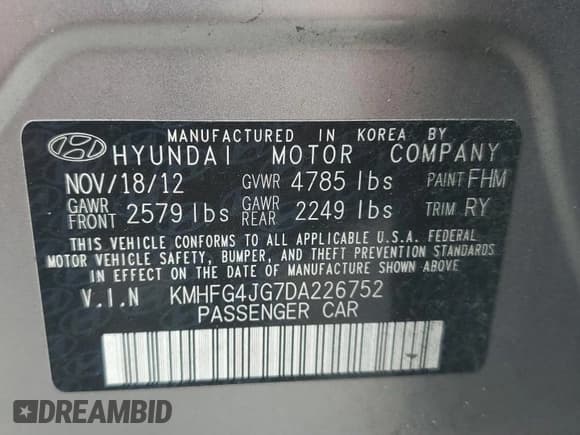 MANUFACTURED IN KOREA BY
HYUNDAI MOTOR COMPANY
NOV/18/12 GVWR 4785 lbs PAINT FHM
GAWR FRONT 2579 lbs GAWR REAR 2249 lbs TRIM RY
THIS VEHICLE CONFORMS TO ALL APPLICABLE U.S.A. FEDERAL
MOTOR VEHICLE SAFETY, BUMPER, AND THEFT PREVENTION STANDARDS
IN EFFECT ON THE DATE OF MANUFACTURE SHOWN ABOVE.
V.I.N KMHFG4JG7DA226752
PASSENGER CAR
DREAMBID